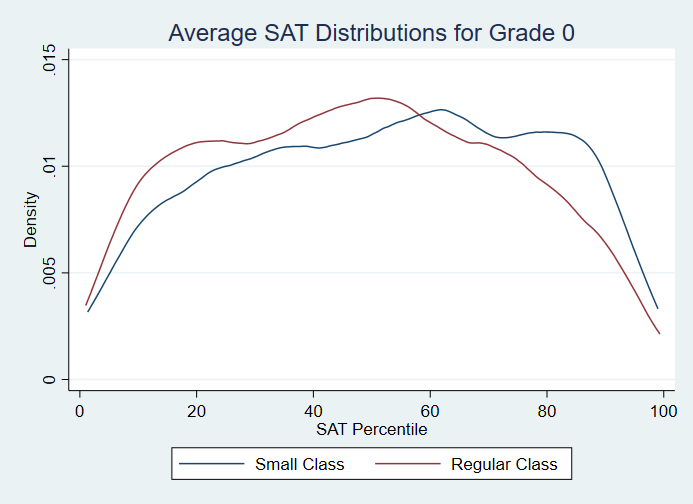 Average SAT Distributions for Grade 0
.015
.01
.005
0
Density
0 20 40 60 80 100
SAT Percentile
Small Class Regular Class